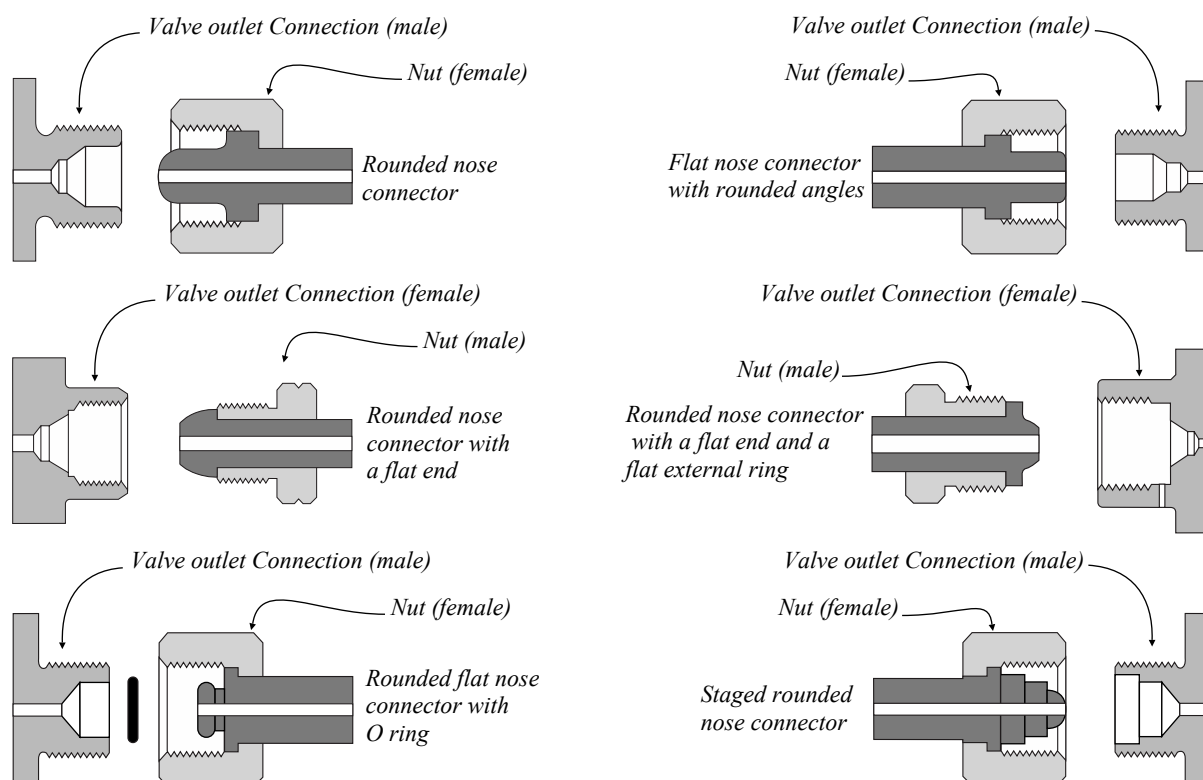 Valve outlet Connection (male)
Nut (female)
Rounded nose
connector
Valve outlet Connection (male)
Nut (female)
Flat nose connector
with rounded angles
Valve outlet Connection (female)
Nut (male)
Rounded nose
connector with
a flat end
Valve outlet Connection (female)
Nut (male)
Rounded nose connector
with a flat end and a
flat external ring
Valve outlet Connection (male)
Nut (female)
Rounded flat nose
connector with
O ring
Valve outlet Connection (male)
Nut (female)
Staged rounded
nose connector